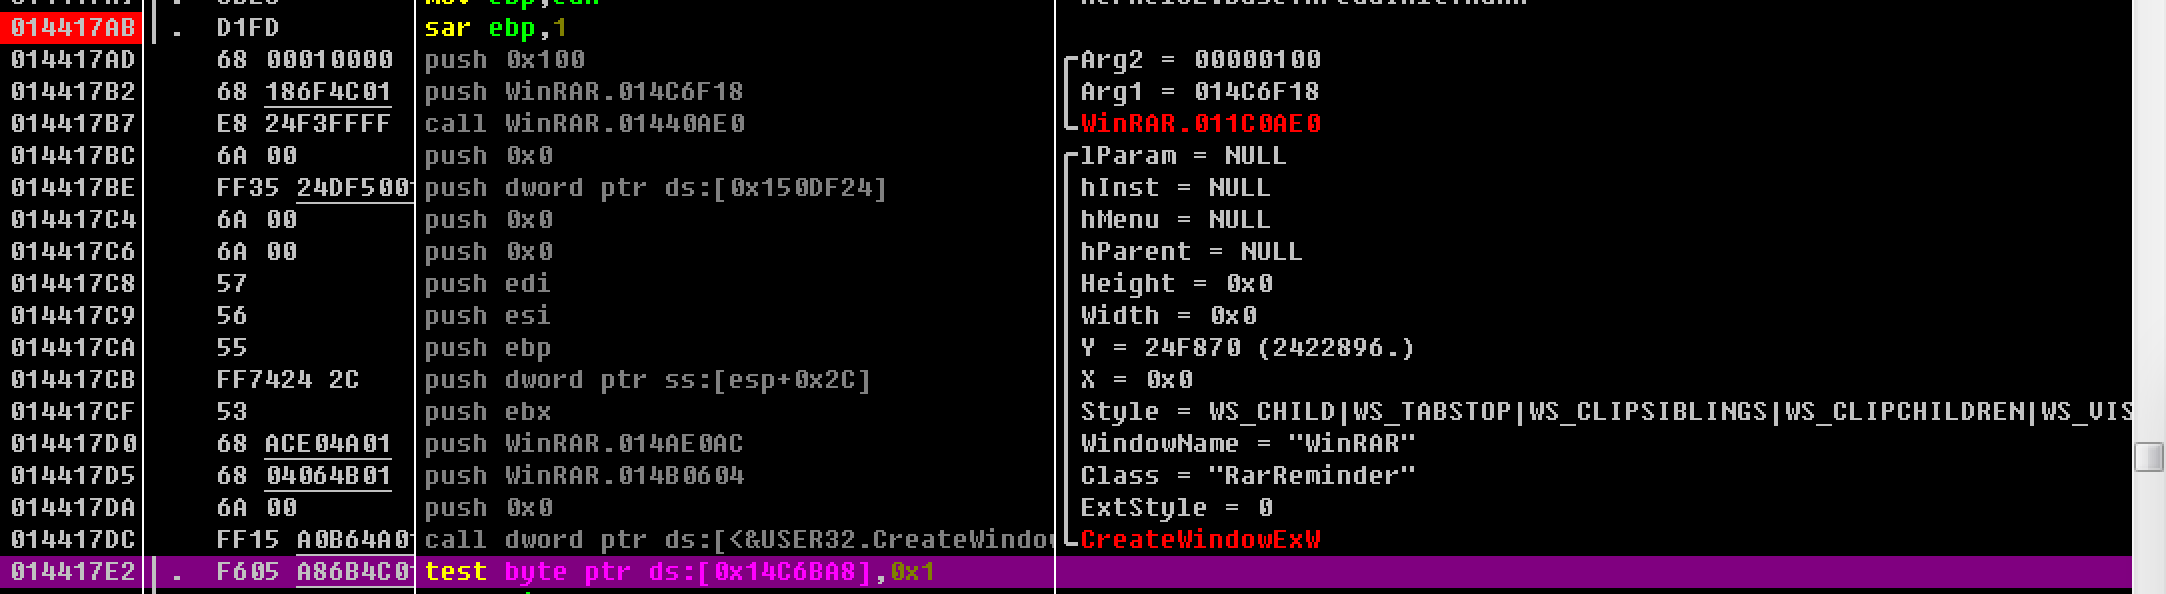 014417AB . D1FD sar ebp,1
014417AD 68 00010000 push 0x100 Arg2 = 00000100
014417B2 68 186F4C01 push WinRAR.014C6F18 Arg1 = 014C6F18
014417B7 E8 24F3FFFF call WinRAR.01440AE0 WinRAR.011C0AE0
014417BC 6A 00 push 0x0 lParam = NULL
014417BE FF35 24DF500 push dword ptr ds:[0x150DF24] hInst = NULL
014417C4 6A 00 push 0x0 hMenu = NULL
014417C6 6A 00 push 0x0 hParent = NULL
014417C8 57 push edi Height = 0x0
014417C9 56 push esi Width = 0x0
014417CA 55 push ebp Y = 24F870 (2422896.)
014417CB FF7424 2C push dword ptr ss:[esp+0x2C] X = 0x0
014417CF 53 push ebx Style = WS_CHILD|WS_TABSTOP|WS_CLIPSIBLINGS|WS_CLIPCHILDREN|WS_VIS
014417D0 68 ACE04A01 push WinRAR.014AE0AC WindowName = "WinRAR"
014417D5 68 04064B01 push WinRAR.014B0604 Class = "RarReminder"
014417DA 6A 00 push 0x0 ExtStyle = 0
014417DC FF15 A0B64A0 call dword ptr ds:[<&USER32.CreateWindo CreateWindowExW
014417E2 . F605 A86B4C0 test byte ptr ds:[0x14C6BA8],0x1